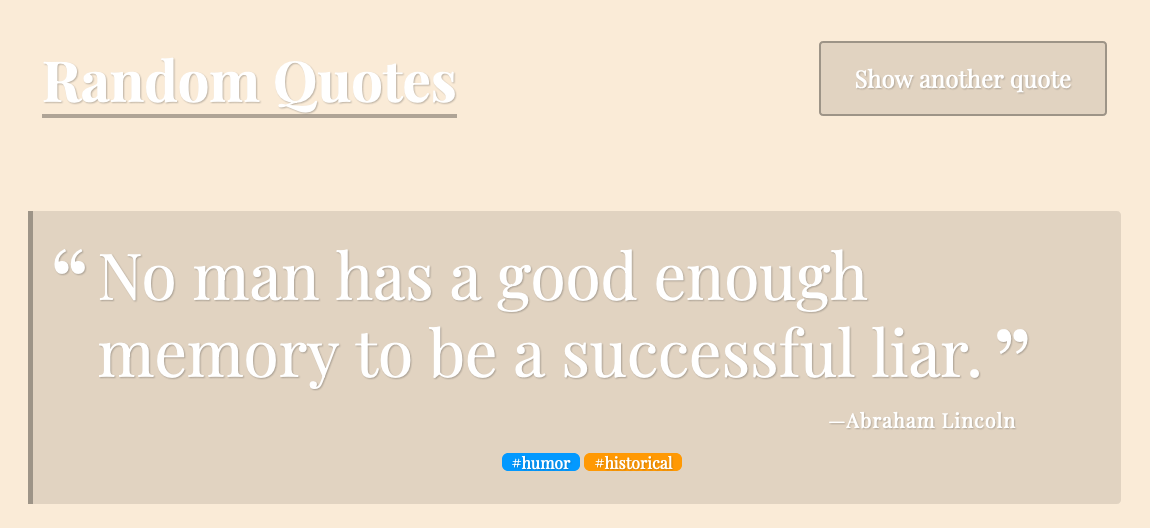 Random Quotes
Show another quote
“ No man has a good enough
memory to be a successful liar. ”
—Abraham Lincoln
#humor #historical